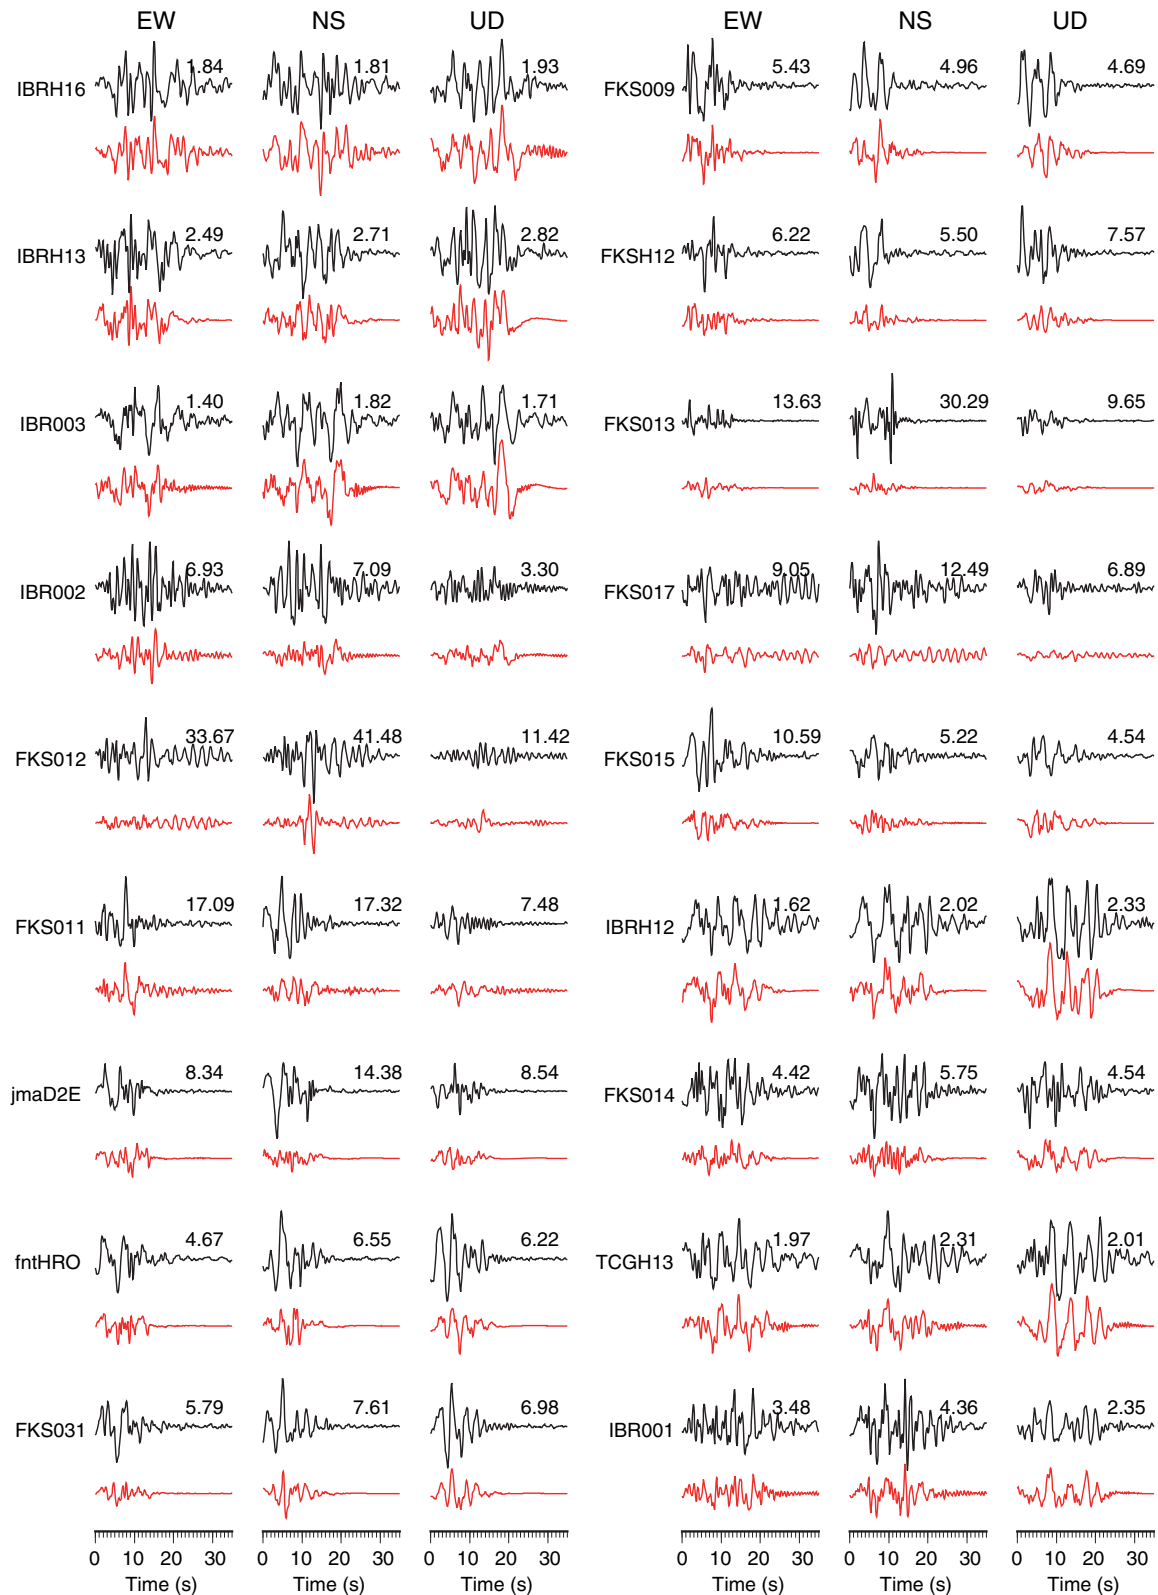 EW NS UD EW NS UD
IBRH16 1.84 1.81 1.93 FKS009 5.43 4.96 4.69
IBRH13 2.49 2.71 2.82 FKSH12 6.22 5.50 7.57
IBR003 1.40 1.82 1.71 FKS013 13.63 30.29 9.65
IBR002 6.93 7.09 3.30 FKS017 9.05 12.49 6.89
FKS012 33.67 41.48 11.42 FKS015 10.59 5.22 4.54
FKS011 17.09 17.32 7.48 IBRH12 1.62 2.02 2.33
jmaD2E 8.34 14.38 8.54 FKS014 4.42 5.75 4.54
fntHRO 4.67 6.55 6.22 TCGH13 1.97 2.31 2.01
FKS031 5.79 7.61 6.98 IBR001 3.48 4.36 2.35
0 10 20 30 0 10 20 30 0 10 20 30 0 10 20 30 0 10 20 30 0 10 20 30
Time (s) Time (s) Time (s) Time (s) Time (s) Time (s)